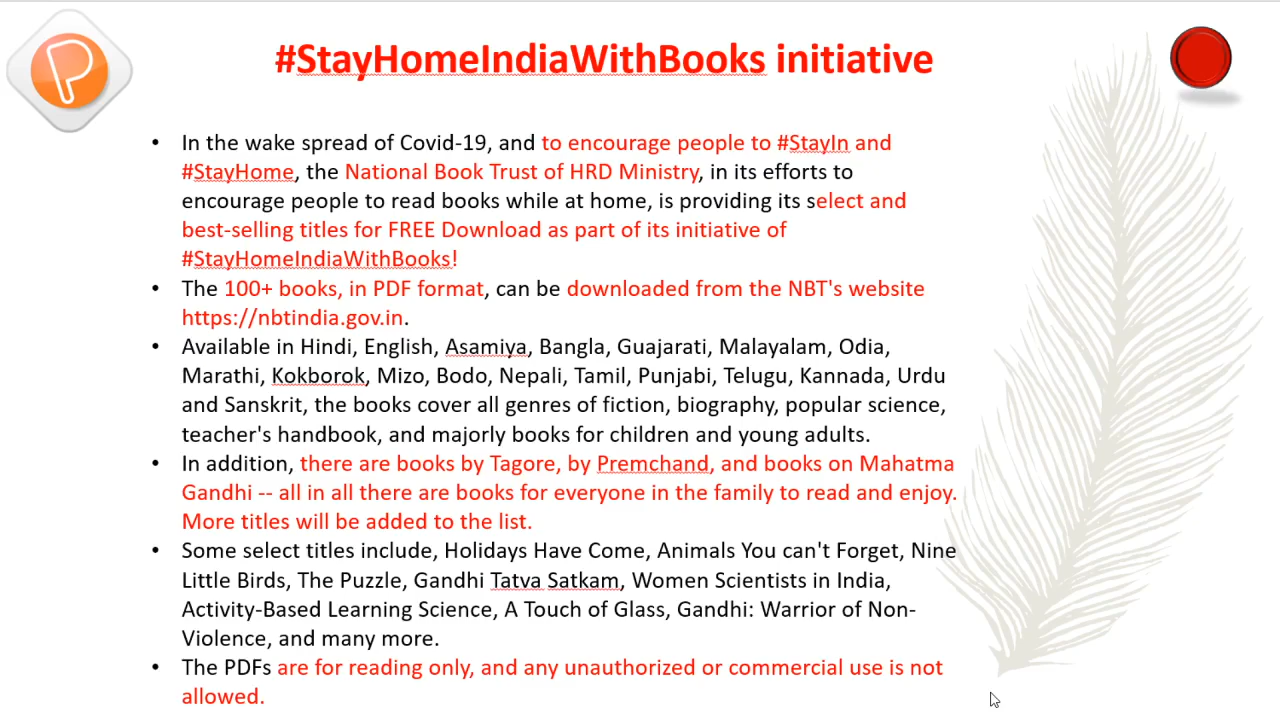 #StayHomeIndiaWithBooks initiative
• In the wake spread of Covid-19, and to encourage people to #StayIn and
#StayHome, the National Book Trust of HRD Ministry, in its efforts to
encourage people to read books while at home, is providing its select and
best-selling titles for FREE Download as part of its initiative of
#StayHomeIndiaWithBooks!
• The 100+ books, in PDF format, can be downloaded from the NBT's website
https://nbtindia.gov.in.
• Available in Hindi, English, Asamiya, Bangla, Guajarati, Malayalam, Odia,
Marathi, Kokborok, Mizo, Bodo, Nepali, Tamil, Punjabi, Telugu, Kannada, Urdu
and Sanskrit, the books cover all genres of fiction, biography, popular science,
teacher's handbook, and majorly books for children and young adults.
• In addition, there are books by Tagore, by Premchand, and books on Mahatma
Gandhi -- all in all there are books for everyone in the family to read and enjoy.
More titles will be added to the list.
• Some select titles include, Holidays Have Come, Animals You can't Forget, Nine
Little Birds, The Puzzle, Gandhi Tatva Satkam, Women Scientists in India,
Activity-Based Learning Science, A Touch of Glass, Gandhi: Warrior of Non-
Violence, and many more.
• The PDFs are for reading only, and any unauthorized or commercial use is not
allowed.